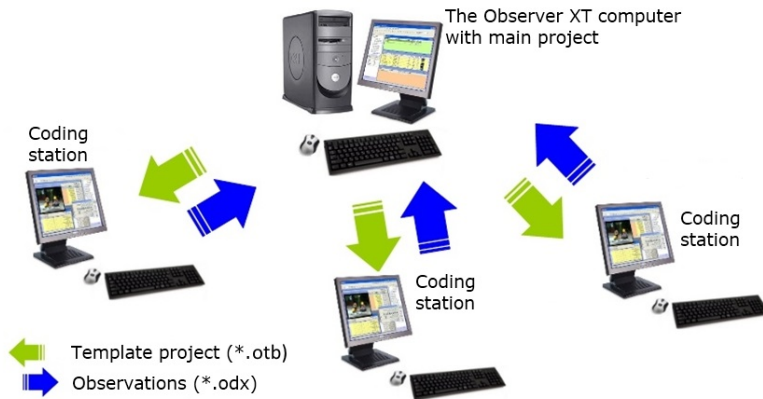 The Observer XT computer
with main project
Coding
station
Coding
station
Coding
station
Template project (*.otb)
Observations (*.odx)